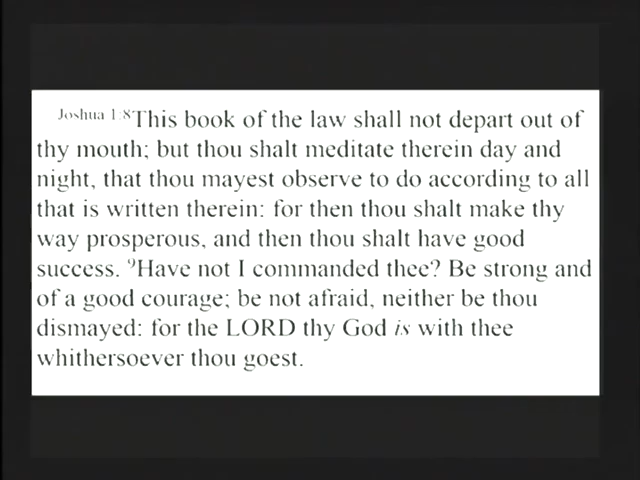 Joshua 1:8This book of the law shall not depart out of
thy mouth; but thou shalt meditate therein day and
night, that thou mayest observe to do according to all
that is written therein: for then thou shalt make thy
way prosperous, and then thou shalt have good
success. 9Have not I commanded thee? Be strong and
of a good courage; be not afraid, neither be thou
dismayed: for the LORD thy God is with thee
whithersoever thou goest.